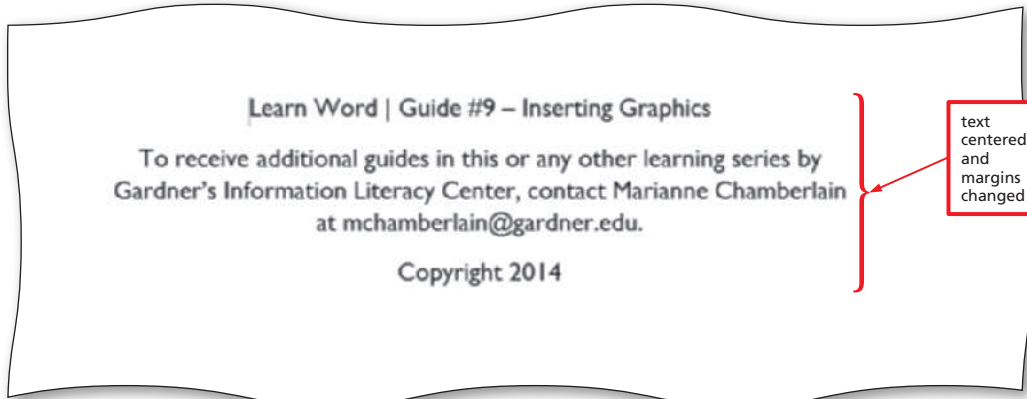 Learn Word | Guide #9 – Inserting Graphics
To receive additional guides in this or any other learning series by
Gardner's Information Literacy Center, contact Marianne Chamberlain
at mchamberlain@gardner.edu.
Copyright 2014
text
centered
and
margins
changed